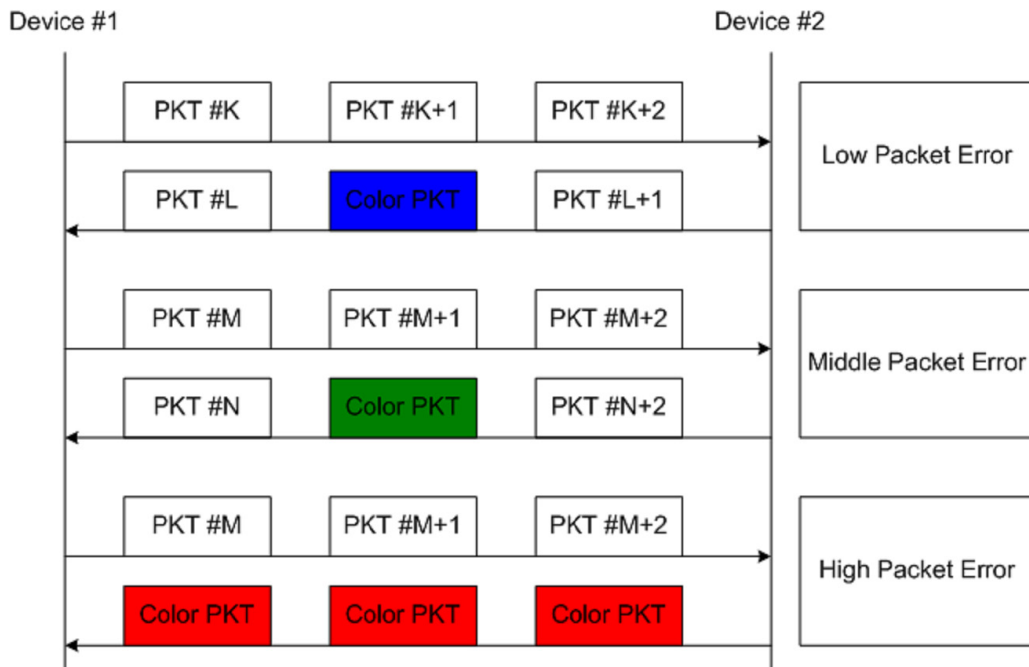 Device #1 Device #2
PKT #K PKT #K+1 PKT #K+2
Low Packet Error
PKT #L Color PKT PKT #L+1
PKT #M PKT #M+1 PKT #M+2
Middle Packet Error
PKT #N Color PKT PKT #N+2
PKT #M PKT #M+1 PKT #M+2
High Packet Error
Color PKT Color PKT Color PKT